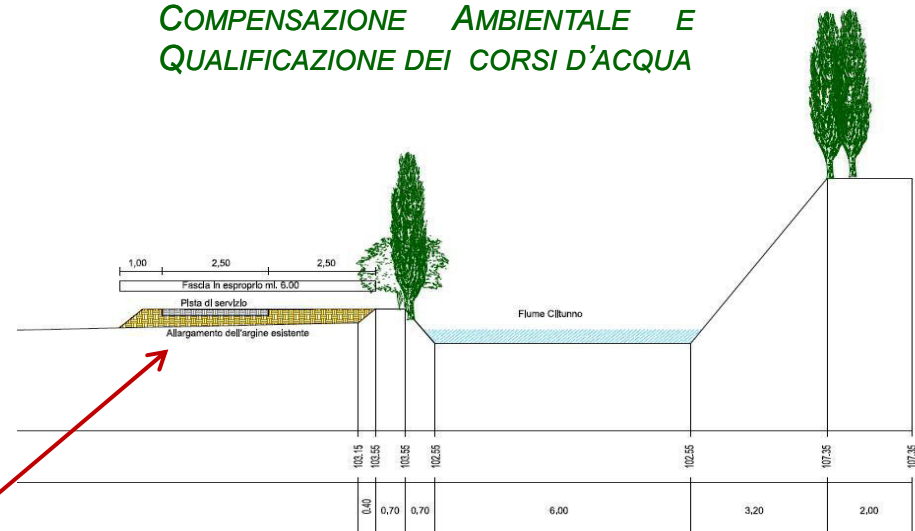 COMPENSAZIONE AMBIENTALE E
QUALIFICAZIONE DEI CORSI D'ACQUA
1,00 2,50 2,50
Fascia in esproprio ml. 6.00
Pista di servizio
Allargamento dell'argine esistente
Fiume Clitunno
103.15 103.55 103.55 102.55 102.55 107.35 107.35
0.40 0,70 0,70 6,00 3,20 2,00